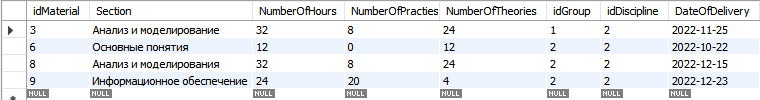 idMaterial Section NumberOfHours NumberOfPracties NumberOfTheories idGroup idDiscipline DateOfDelivery
3 Анализ и моделирование 32 8 24 1 2 2022-11-25
6 Основные понятия 12 0 12 2 2 2022-10-22
8 Анализ и моделирования 32 8 24 2 2 2022-12-15
9 Информационное обеспечение 24 20 4 2 2 2022-12-23
NULL NULL NULL NULL NULL NULL NULL NULL